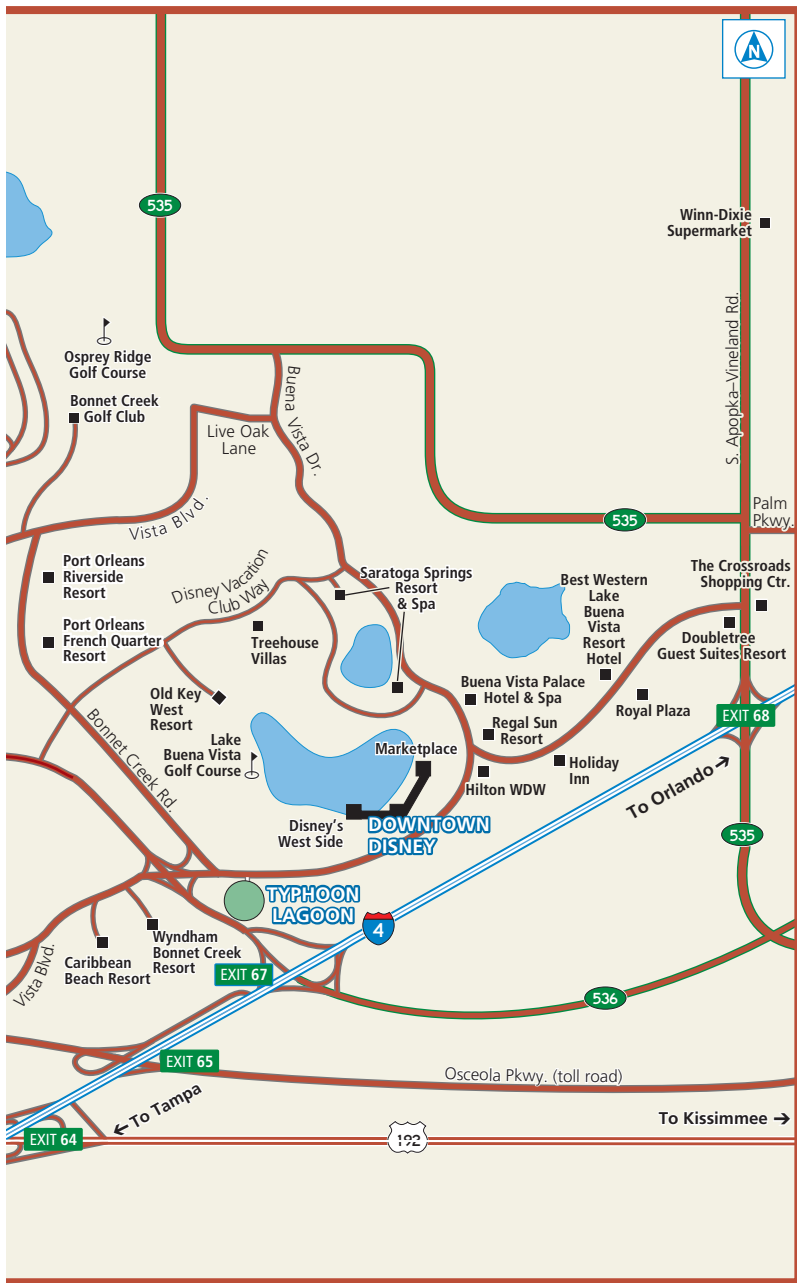 N
535
Winn-Dixie
Supermarket
S. Apopka–Vineland Rd.
Osprey Ridge
Golf Course
Bonnet Creek
Golf Club
Buena Vista Dr.
Live Oak
Lane
Vista Blvd.
535
Palm
Pkwy.
Port Orleans
Riverside
Resort
Port Orleans
French Quarter
Resort
Disney Vacation
Club Way
Saratoga Springs
Resort
& Spa
Best Western
Lake
Buena
Vista
Resort
Hotel
The Crossroads
Shopping Ctr.
Doubletree
Guest Suites Resort
Treehouse
Villas
Old Key
West
Resort
Buena Vista Palace
Hotel & Spa
Royal Plaza
Regal Sun
Resort
EXIT 68
Bonnet Creek Rd.
Lake
Buena Vista
Golf Course
Marketplace
Holiday
Inn
Hilton WDW
To Orlando
Disney's
West Side
DOWNTOWN
DISNEY
535
TYPHOON
LAGOON
4
Wyndham
Bonnet Creek
Resort
Caribbean
Beach Resort
Vista Blvd.
EXIT 67
536
EXIT 65
Osceola Pkwy. (toll road)
To Tampa
To Kissimmee
EXIT 64
192